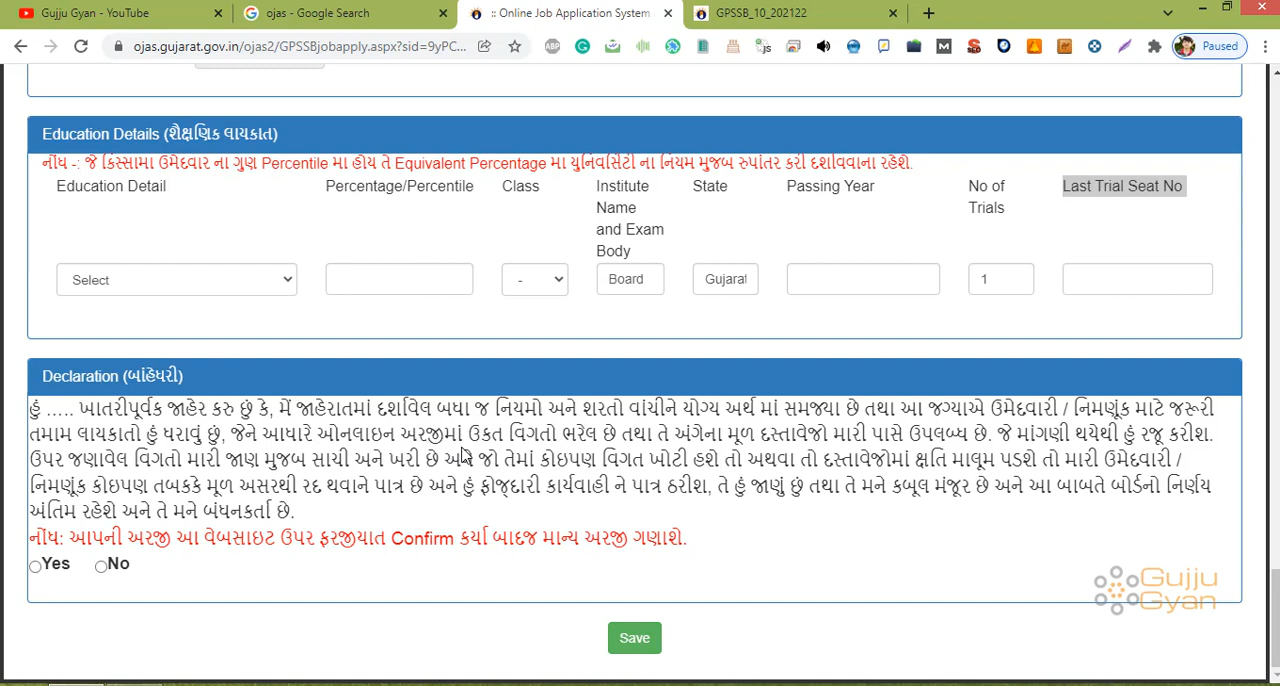 Gujju Gyan - YouTube
ojas - Google Search
:: Online Job Application System
GPSSB_10_202122
ojas.gujarat.gov.in/ojas2/GPSSBjobapply.aspx?sid=9yPC...
Paused
Education Details (શૈક્ષણિક લાયકાત)
નોંધ -: જે કિસ્સામા ઉમેદવાર ના ગુણ Percentile મા હોય તે Equivalent Percentage મા યુનિવર્સિટી ના નિયમ મુજબ રુપાંતર કરી દર્શાવવાના રહેશે.
Education Detail Percentage/Percentile Class Institute Name and Exam Body State Passing Year No of Trials Last Trial Seat No
Select - Board Gujarat 1
Declaration (બાંહેધરી)
હું ..... ખાતરીપૂર્વક જાહેર કરુ છું કે, મેં જાહેરાતમાં દર્શાવેલ બધા જ નિયમો અને શરતો વાંચીને યોગ્ય અર્થ માં સમજ્યા છે તથા આ જગ્યાએ ઉમેદવારી / નિમણૂંક માટે જરૂરી
તમામ લાયકાતો હું ધરાવું છું, જેને આધારે ઓનલાઇન અરજીમાં ઉકત વિગતો ભરેલ છે તથા તે અંગેના મૂળ દસ્તાવેજો મારી પાસે ઉપલબ્ધ છે. જે માંગણી થયેથી હું રજૂ કરીશ.
ઉપર જણાવેલ વિગતો મારી જાણ મુજબ સાચી અને ખરી છે અને જો તેમાં કોઇપણ વિગત ખોટી હશે તો અથવા તો દસ્તાવેજોમાં ક્ષતિ માલૂમ પડશે તો મારી ઉમેદવારી /
નિમણૂંક કોઇપણ તબક્કે મૂળ અસરથી રદ થવાને પાત્ર છે અને હું ફોજદારી કાર્યવાહી ને પાત્ર ઠરીશ, તે હું જાણું છું તથા તે મને કબૂલ મંજૂર છે અને આ બાબતે બોર્ડનો નિર્ણય
અંતિમ રહેશે અને તે મને બંધનકર્તા છે.
નોંધ: આપની અરજી આ વેબસાઇટ ઉપર ફરજીયાત Confirm કર્યા બાદજ માન્ય અરજી ગણાશે.
Yes No
Gujju
Gyan
Save